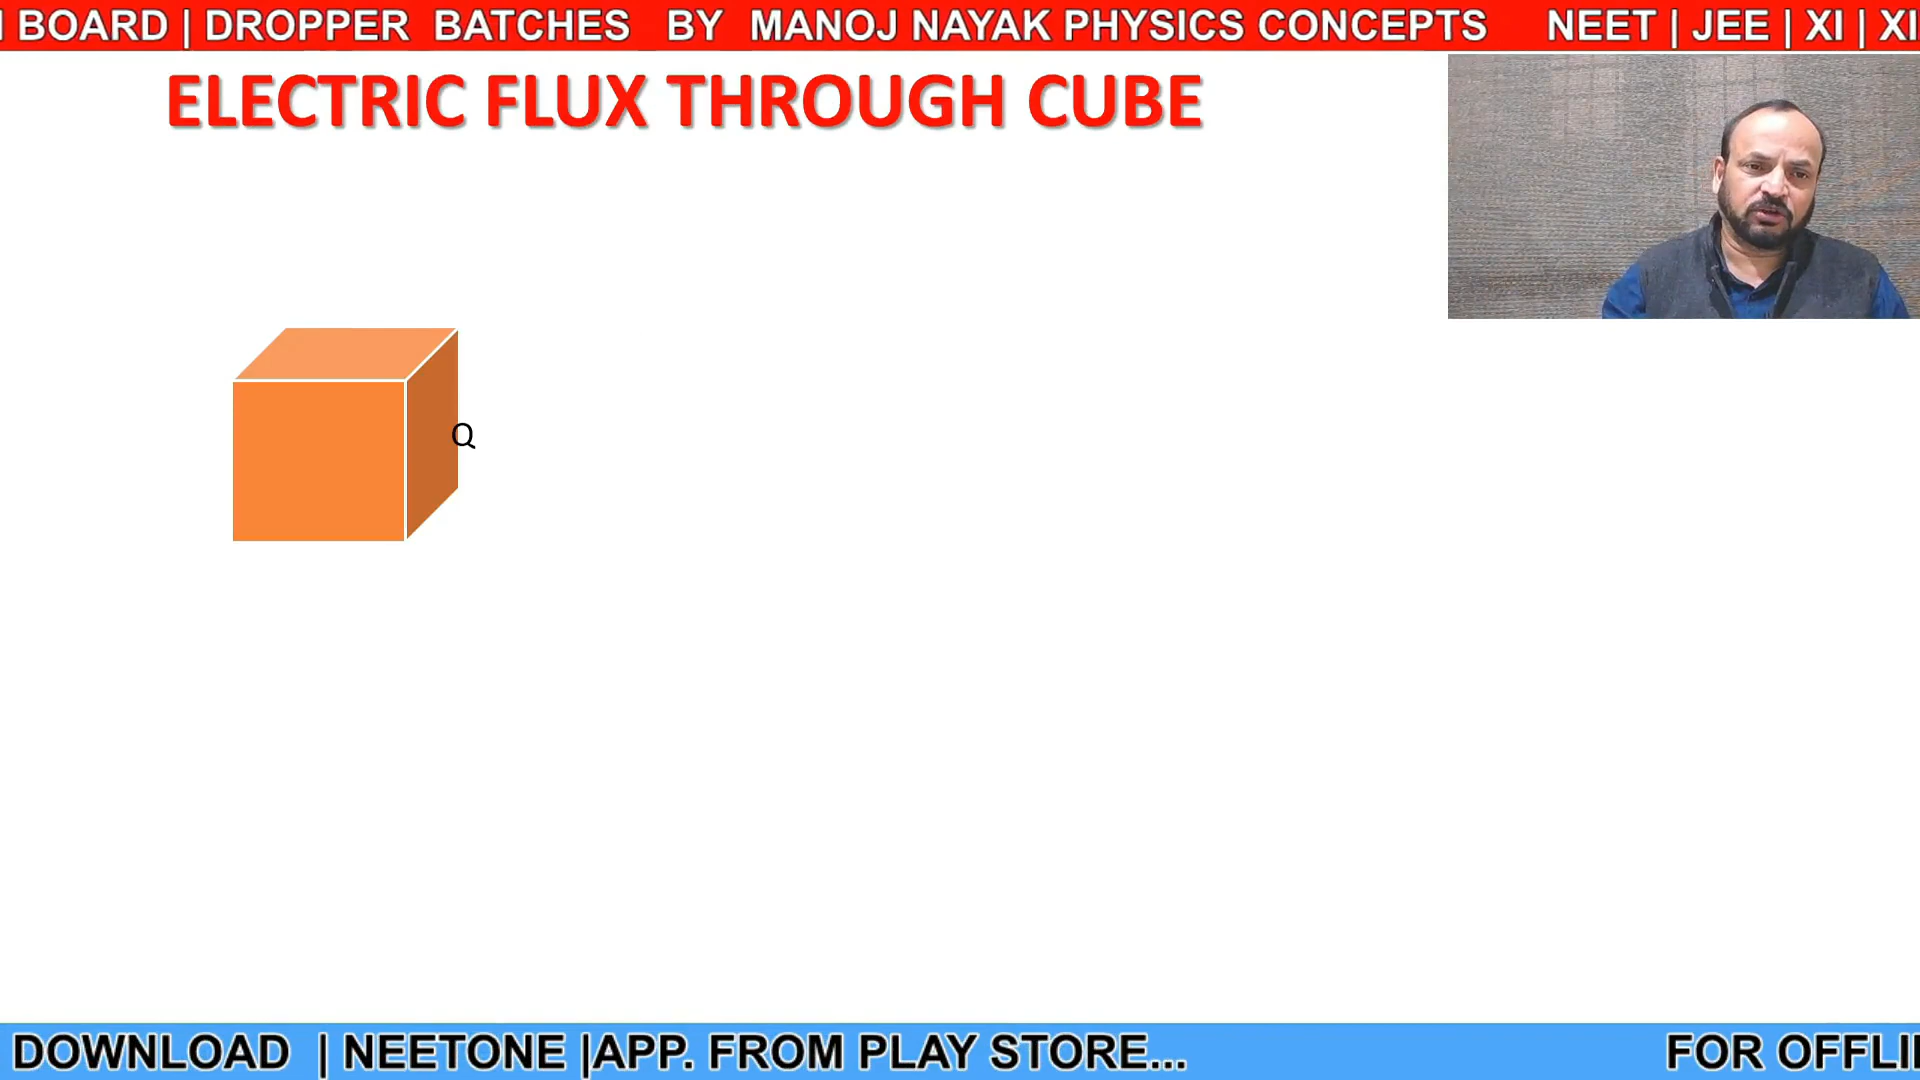 I BOARD | DROPPER BATCHES BY MANOJ NAYAK PHYSICS CONCEPTS NEET | JEE | XI | XI
ELECTRIC FLUX THROUGH CUBE
Q
DOWNLOAD | NEETONE |APP. FROM PLAY STORE... FOR OFFLI